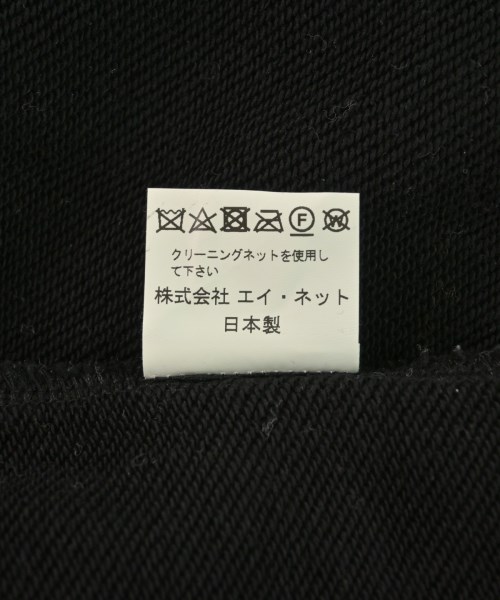 F W
クリーニングネットを使用し
て下さい
株式会社 エイ・ネット
日本製